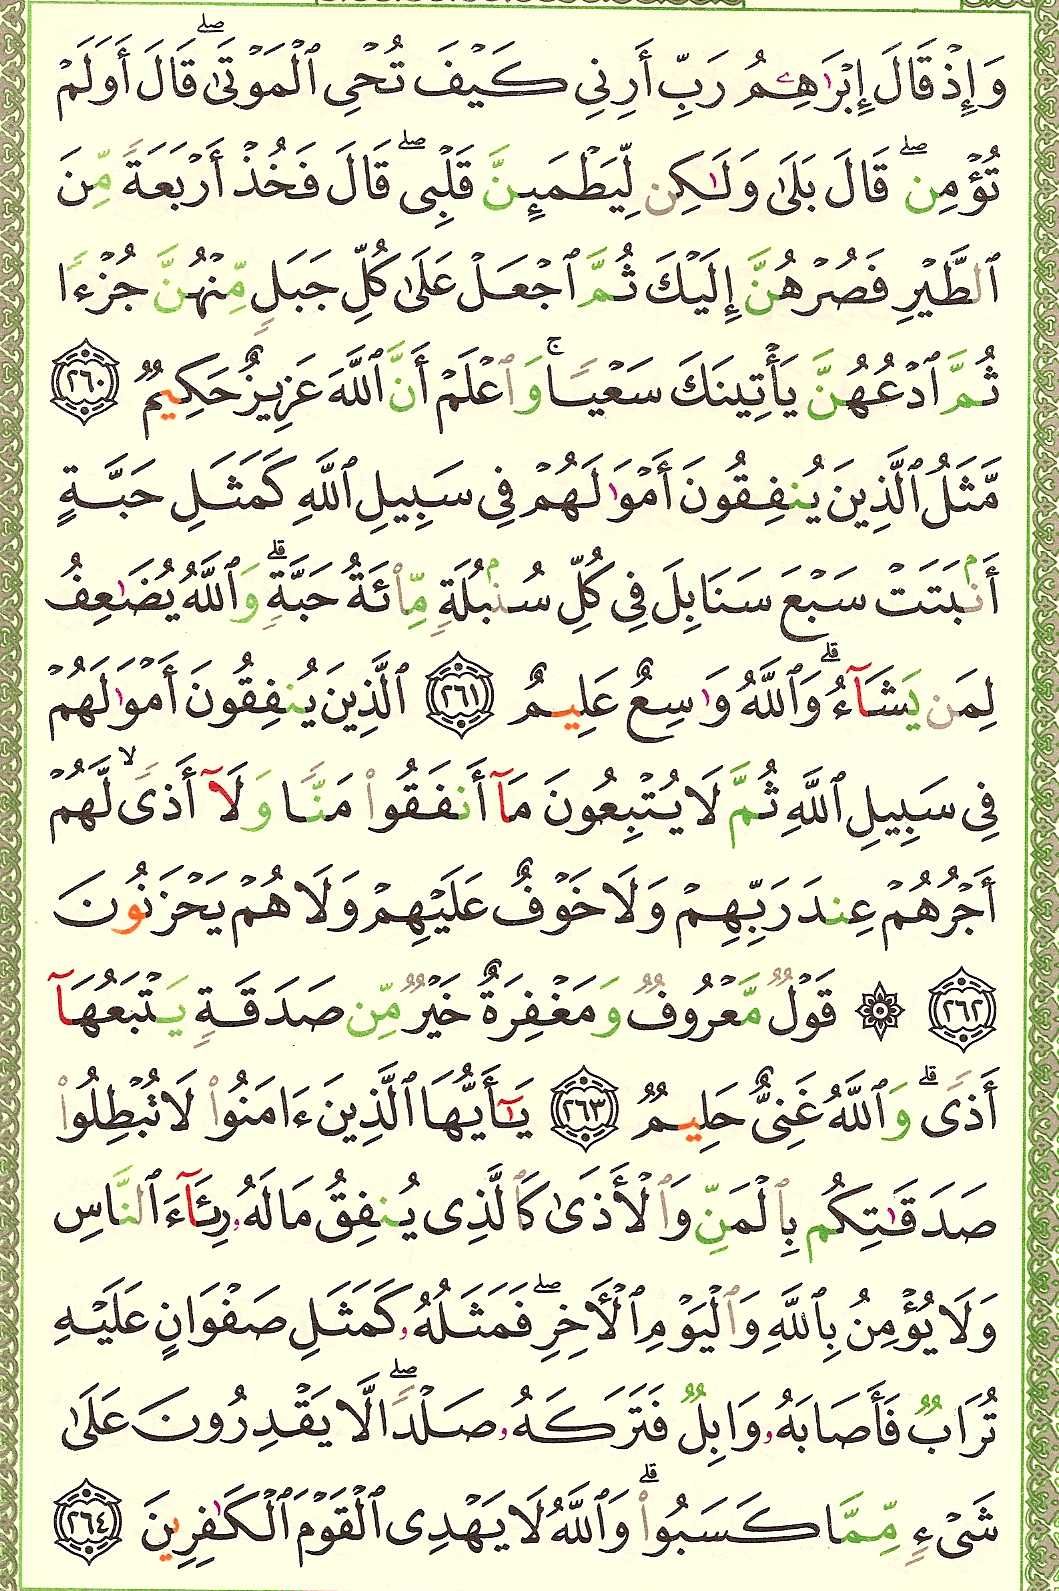 وَإِذْ قَالَ إِبْرَٰهِـۧمُ رَبِّ أَرِنِى كَيْفَ تُحْىِ ٱلْمَوْتَىٰ ۖ قَالَ أَوَلَمْ
تُؤْمِن ۖ قَالَ بَلَىٰ وَلَـٰكِن لِّيَطْمَئِنَّ قَلْبِى ۖ قَالَ فَخُذْ أَرْبَعَةً مِّنَ
ٱلطَّيْرِ فَصُرْهُنَّ إِلَيْكَ ثُمَّ ٱجْعَلْ عَلَىٰ كُلِّ جَبَلٍ مِّنْهُنَّ جُزْءًا
ثُمَّ ٱدْعُهُنَّ يَأْتِينَكَ سَعْيًا ۚ وَٱعْلَمْ أَنَّ ٱللَّهَ عَزِيزٌ حَكِيمٌ ٢٦٠
مَّثَلُ ٱلَّذِينَ يُنفِقُونَ أَمْوَٰلَهُمْ فِى سَبِيلِ ٱللَّهِ كَمَثَلِ حَبَّةٍ
أَنۢبَتَتْ سَبْعَ سَنَابِلَ فِى كُلِّ سُنۢبُلَةٍ مِّا۟ئَةُ حَبَّةٍ ۗ وَٱللَّهُ يُضَـٰعِفُ
لِمَن يَشَآءُ ۗ وَٱللَّهُ وَٰسِعٌ عَلِيمٌ ٢٦١ ٱلَّذِينَ يُنفِقُونَ أَمْوَٰلَهُمْ
فِى سَبِيلِ ٱللَّهِ ثُمَّ لَا يُتْبِعُونَ مَآ أَنفَقُوا۟ مَنًّا وَلَآ أَذًى ۙ لَّهُمْ
أَجْرُهُمْ عِندَ رَبِّهِمْ وَلَا خَوْفٌ عَلَيْهِمْ وَلَا هُمْ يَحْزَنُونَ
٢٦٢ ۞ قَوْلٌ مَّعْرُوفٌ وَمَغْفِرَةٌ خَيْرٌ مِّن صَدَقَةٍ يَتْبَعُهَآ
أَذًى ۗ وَٱللَّهُ غَنِىٌّ حَلِيمٌ ٢٦٣ يَـٰٓأَيُّهَا ٱلَّذِينَ ءَامَنُوا۟ لَا تُبْطِلُوا۟
صَدَقَـٰتِكُم بِٱلْمَنِّ وَٱلْأَذَىٰ كَٱلَّذِى يُنفِقُ مَالَهُۥ رِئَآءَ ٱلنَّاسِ
وَلَا يُؤْمِنُ بِٱللَّهِ وَٱلْيَوْمِ ٱلْـَٔاخِرِ ۖ فَمَثَلُهُۥ كَمَثَلِ صَفْوَانٍ عَلَيْهِ
تُرَابٌ فَأَصَابَهُۥ وَابِلٌ فَتَرَكَهُۥ صَلْدًا ۖ لَّا يَقْدِرُونَ عَلَىٰ
شَىْءٍ مِّمَّا كَسَبُوا۟ ۗ وَٱللَّهُ لَا يَهْدِى ٱلْقَوْمَ ٱلْكَـٰفِرِينَ ٢٦٤